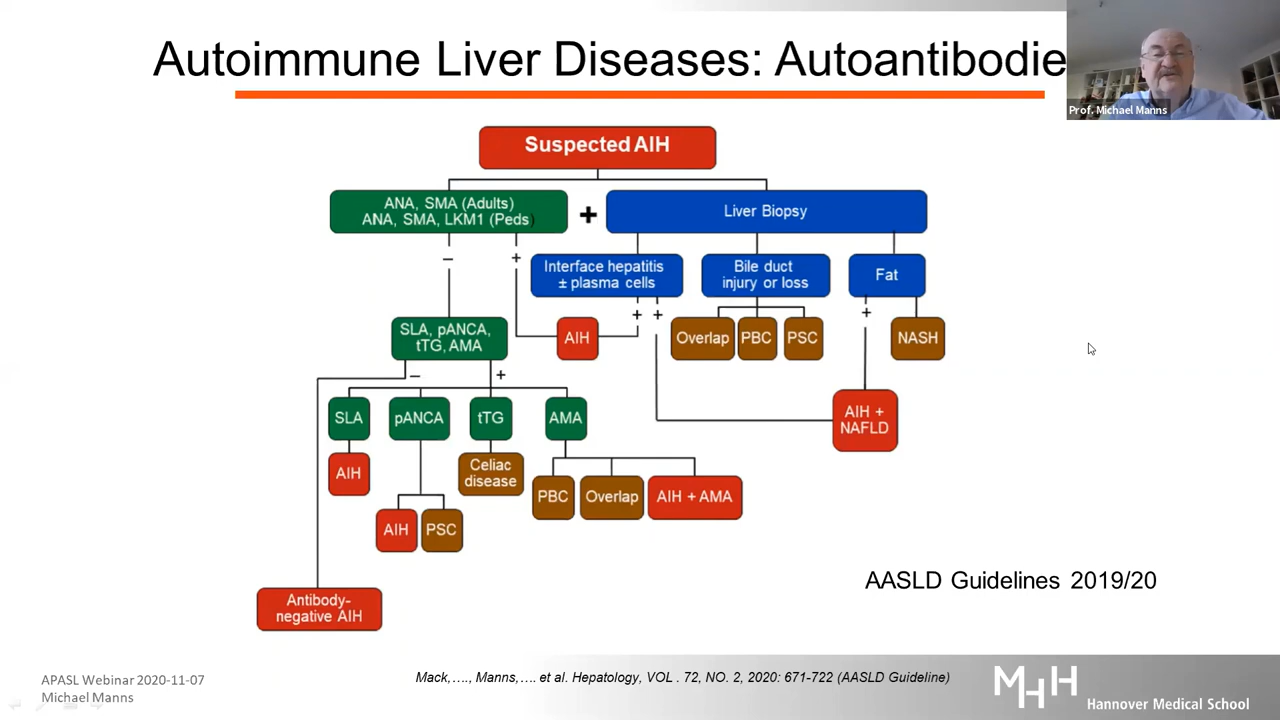 Autoimmune Liver Diseases: Autoantibodie
Prof. Michael Manns
Suspected AIH
ANA, SMA (Adults)
ANA, SMA, LKM1 (Peds)
+
Liver Biopsy
–
+
Interface hepatitis
± plasma cells
Bile duct
injury or loss
Fat
+
+
+
SLA, pANCA,
tTG, AMA
AIH
Overlap
PBC
PSC
NASH
–
+
SLA
pANCA
tTG
AMA
AIH +
NAFLD
AIH
Celiac
disease
PBC
Overlap
AIH + AMA
AIH
PSC
Antibody-
negative AIH
AASLD Guidelines 2019/20
APASL Webinar 2020-11-07
Michael Manns
Mack,…., Manns,…. et al. Hepatology, VOL . 72, NO. 2, 2020: 671-722 (AASLD Guideline)
MHH
Hannover Medical School